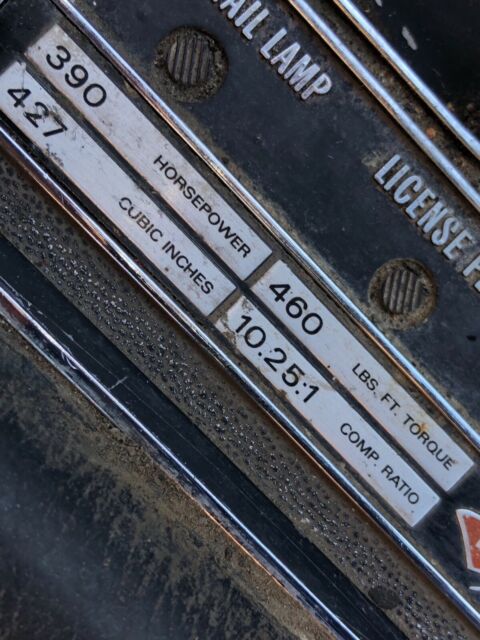 TAIL LAMP
LICENSE
390 HORSEPOWER
460 LBS. FT. TORQUE
427 CUBIC INCHES
10.25:1 COMP RATIO